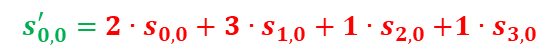 s′₀,₀ = 2 · s₀,₀ + 3 · s₁,₀ + 1 · s₂,₀ +1 · s₃,₀